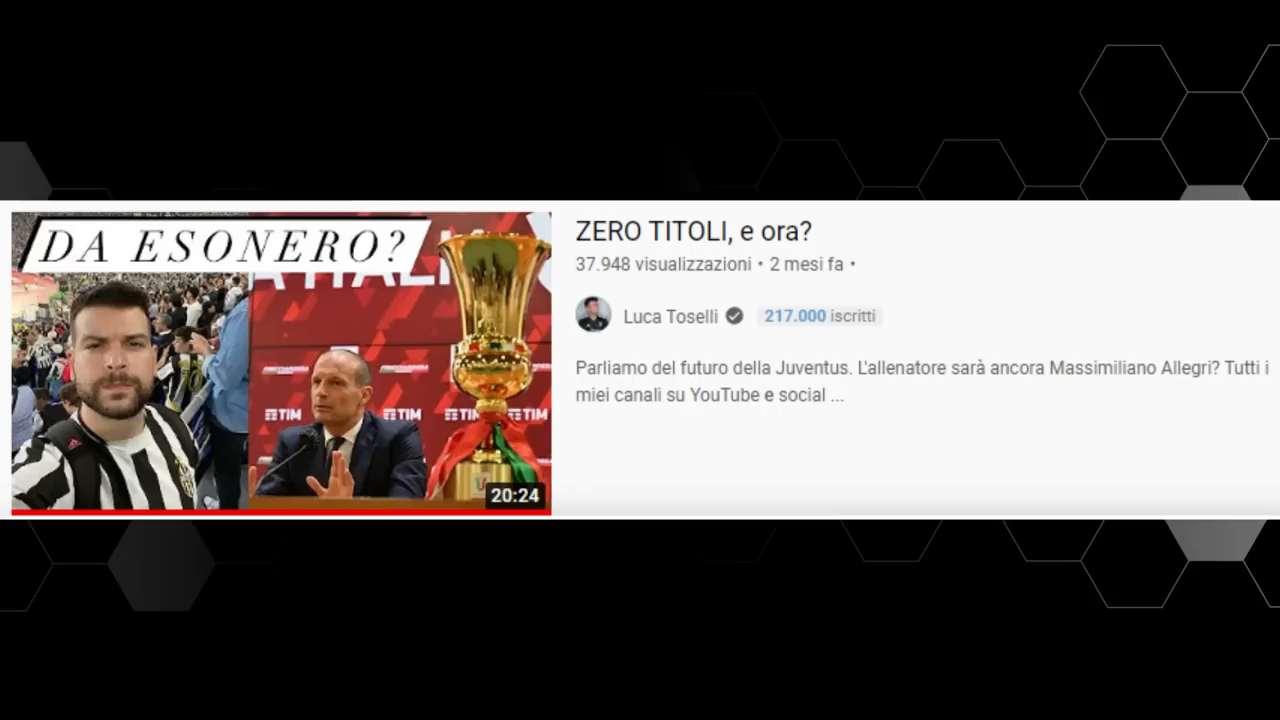 DA ESONERO?
TIM
TIM
TIM
TIM
20:24
ZERO TITOLI, e ora?
37.948 visualizzazioni • 2 mesi fa •
Luca Toselli 217.000 iscritti
Parliamo del futuro della Juventus. L'allenatore sarà ancora Massimiliano Allegri? Tutti i
miei canali su YouTube e social ...